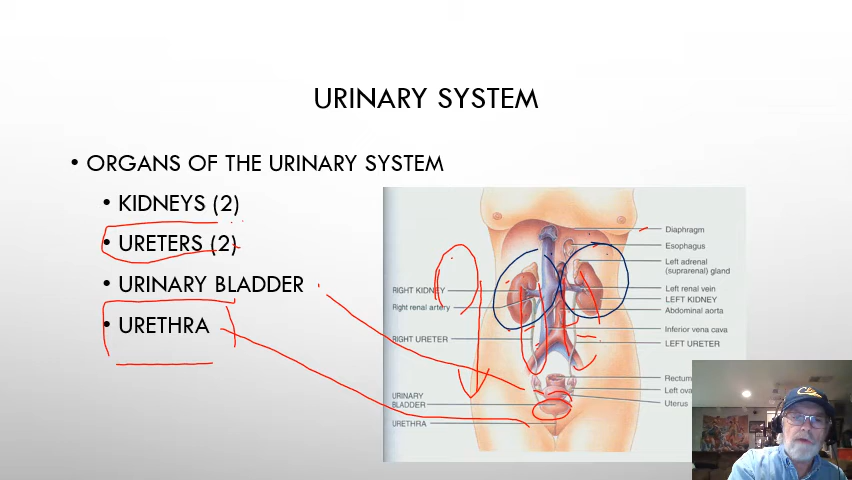 URINARY SYSTEM
• ORGANS OF THE URINARY SYSTEM
• KIDNEYS (2)
• URETERS (2)
• URINARY BLADDER
• URETHRA
Diaphragm
Esophagus
Left adrenal
(suprarenal) gland
RIGHT KIDNEY
Left renal vein
LEFT KIDNEY
Right renal artery
Abdominal aorta
Inferior vena cava
RIGHT URETER
LEFT URETER
Rectum
Left
URINARY
BLADDER
Uterus
URETHRA